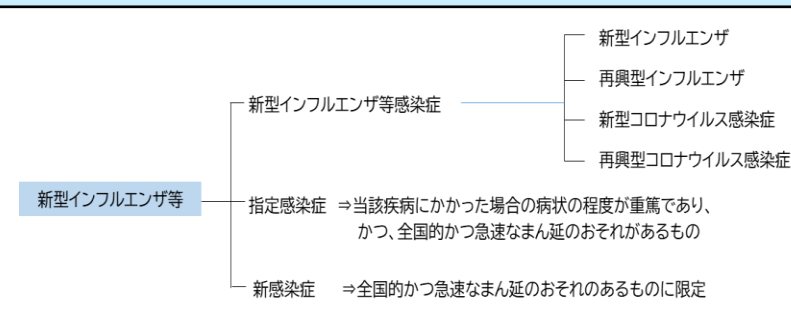 新型インフルエンザ
再興型インフルエンザ
新型インフルエンザ等感染症
新型コロナウイルス感染症
再興型コロナウイルス感染症
新型インフルエンザ等
指定感染症 ⇒当該疾病にかかった場合の病状の程度が重篤であり、
かつ、全国的かつ急速なまん延のおそれがあるもの
新感染症 ⇒全国的かつ急速なまん延のおそれのあるものに限定